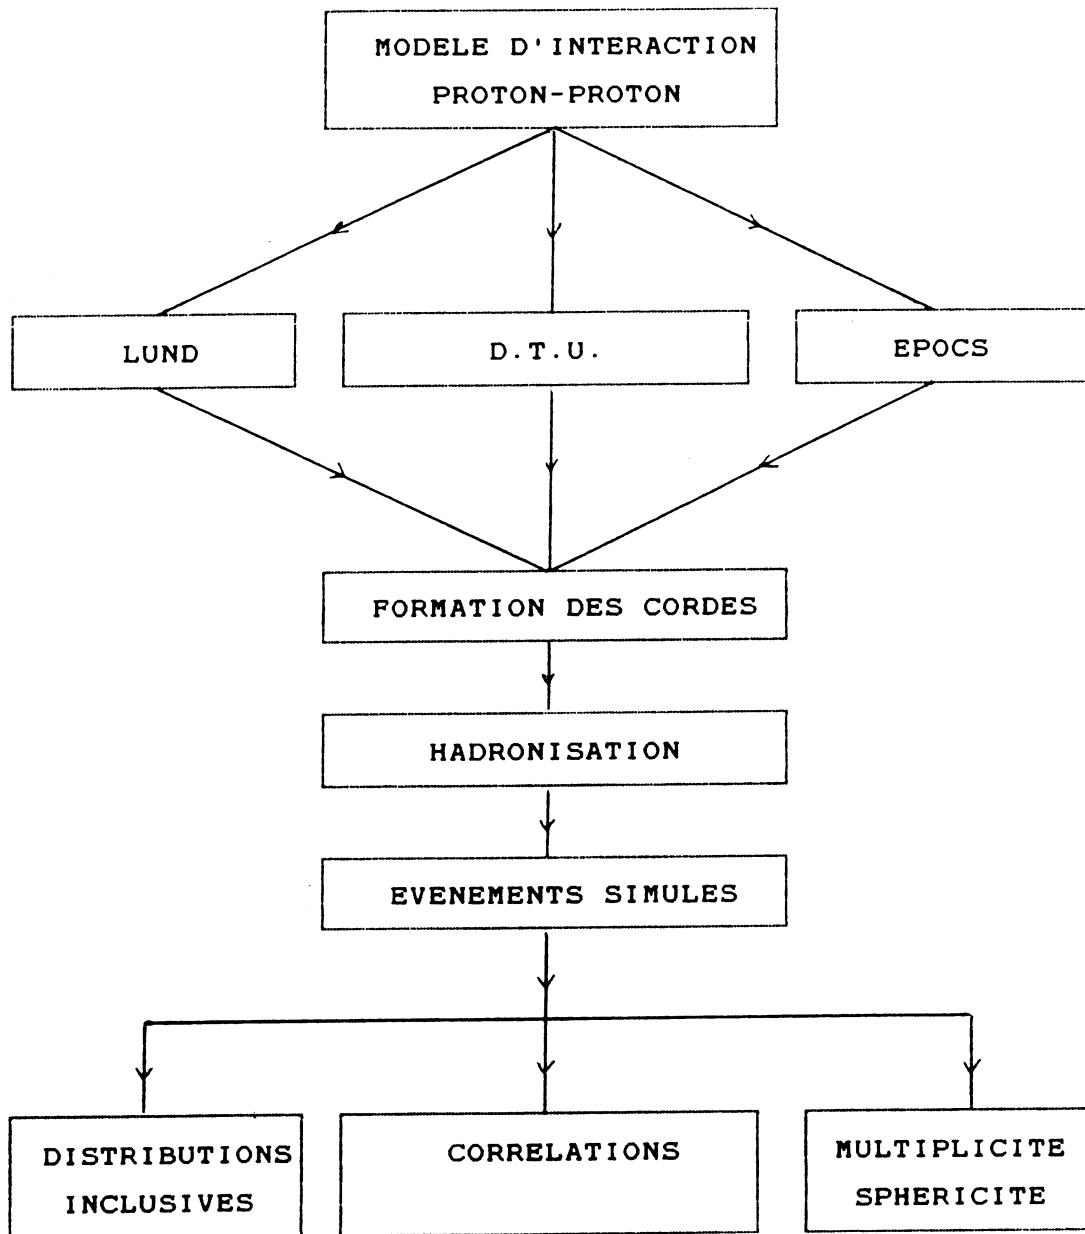 MODELE D'INTERACTION
PROTON-PROTON
LUND
D.T.U.
EPOCS
FORMATION DES CORDES
HADRONISATION
EVENEMENTS SIMULES
DISTRIBUTIONS
INCLUSIVES
CORRELATIONS
MULTIPLICITE
SPHERICITE